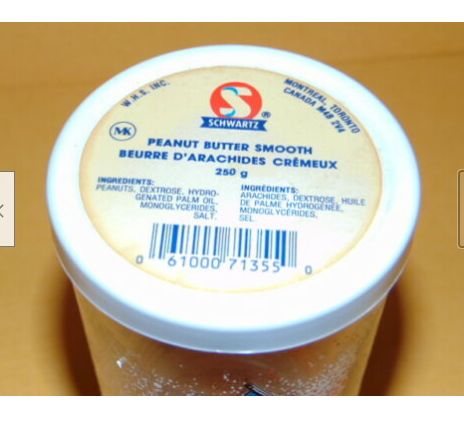 W.H.S. INC.
MONTREAL, TORONTO
CANADA M4B 2V4
S
®
SCHWARTZ
MK
PEANUT BUTTER SMOOTH
BEURRE D'ARACHIDES CRÉMEUX
250 g
INGREDIENTS:
PEANUTS, DEXTROSE, HYDRO-
GENATED PALM OIL,
MONOGLYCERIDES,
SALT.
INGRÉDIENTS:
ARACHIDES, DEXTROSE, HUILE
DE PALME HYDROGÉNÉE,
MONOGLYCÉRIDES,
SEL.
0 61000 71355 0